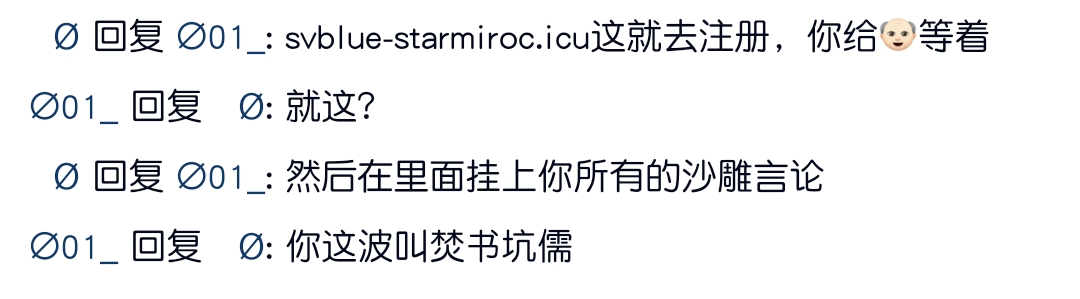 Ø 回复 Ø01_: svblue-starmiroc.icu这就去注册，你给👴🏻等着
Ø01_ 回复 Ø: 就这？
Ø 回复 Ø01_: 然后在里面挂上你所有的沙雕言论
Ø01_ 回复 Ø: 你这波叫焚书坑儒